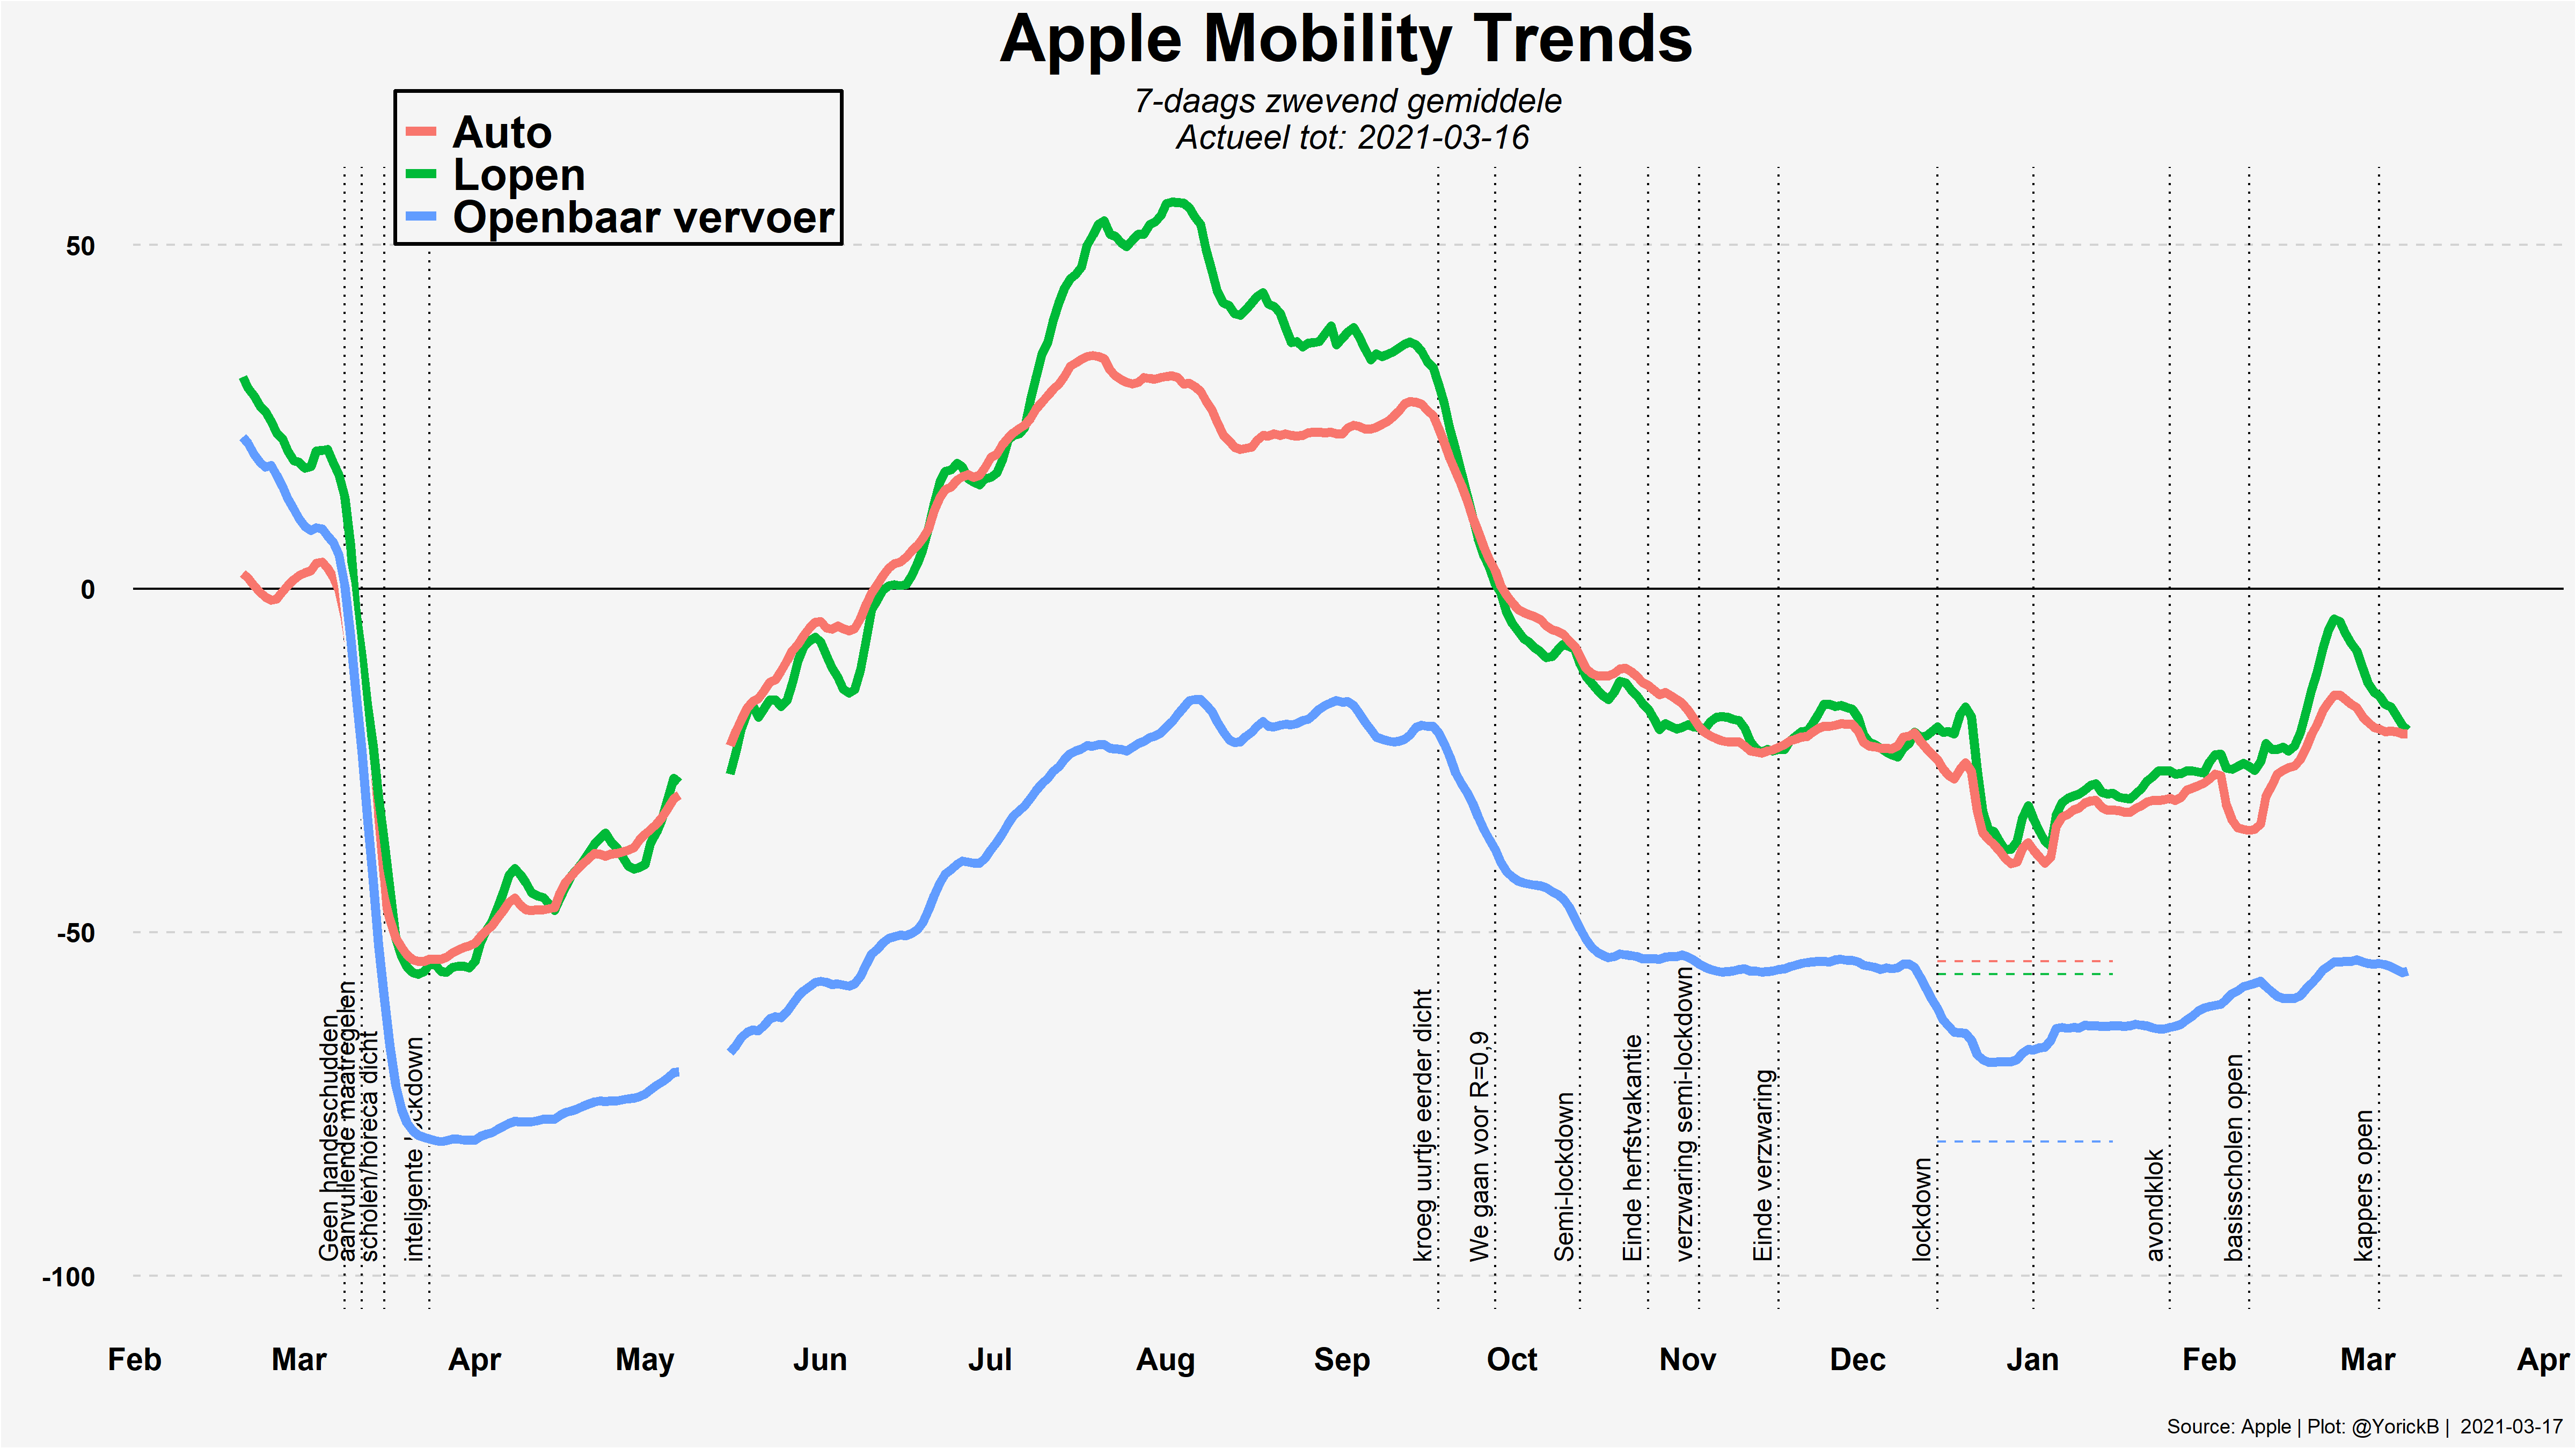 Apple Mobility Trends
7-daags zwevend gemiddele
Actueel tot: 2021-03-16
Auto
Lopen
Openbaar vervoer
50
0
-50
-100
Geen handeschudden
aanvullende maatregelen
scholen/horeca dicht
inteligente lockdown
kroeg uurtje eerder dicht
We gaan voor R=0,9
Semi-lockdown
Einde herfstvakantie
verzwaring semi-lockdown
Einde verzwaring
lockdown
avondklok
basisscholen open
kappers open
Feb Mar Apr May Jun Jul Aug Sep Oct Nov Dec Jan Feb Mar Apr
Source: Apple | Plot: @YorickB | 2021-03-17